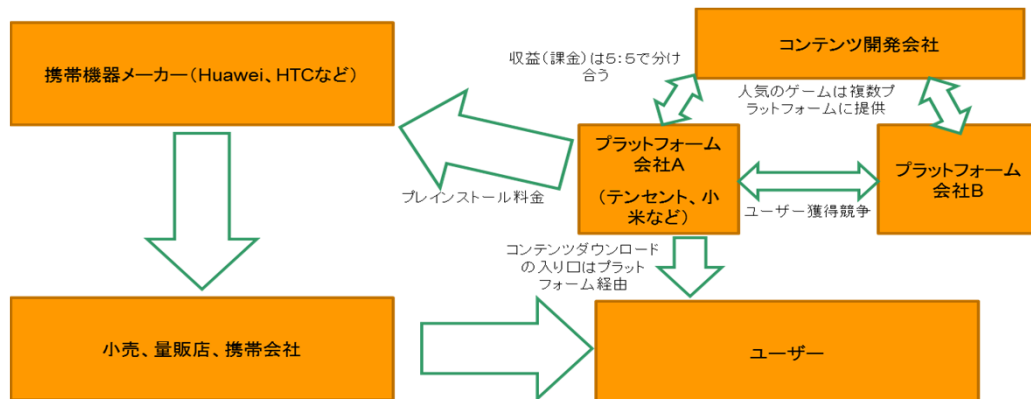 携帯機器メーカー(Huawei、HTCなど)
収益(課金)は5:5で分け
合う
コンテンツ開発会社
人気のゲームは複数プ
ラットフォームに提供
プラットフォーム
会社A
(テンセント、小
米など)
プラットフォーム
会社B
プレインストール料金
ユーザー獲得競争
コンテンツダウンロード
の入り口はプラット
フォーム経由
小売、量販店、携帯会社
ユーザー